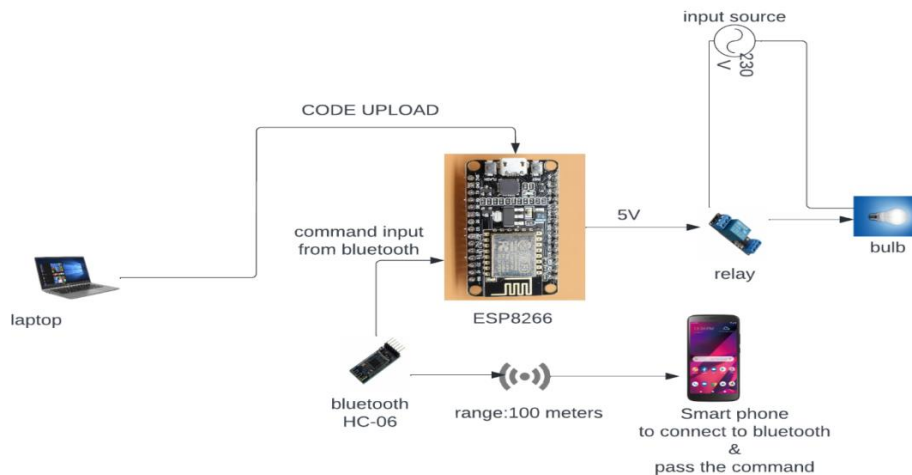 input source
230
V
CODE UPLOAD
command input
from bluetooth
5V
bulb
relay
laptop
ESP8266
bluetooth
HC-06
range:100 meters
Smart phone
to connect to bluetooth
&
pass the command